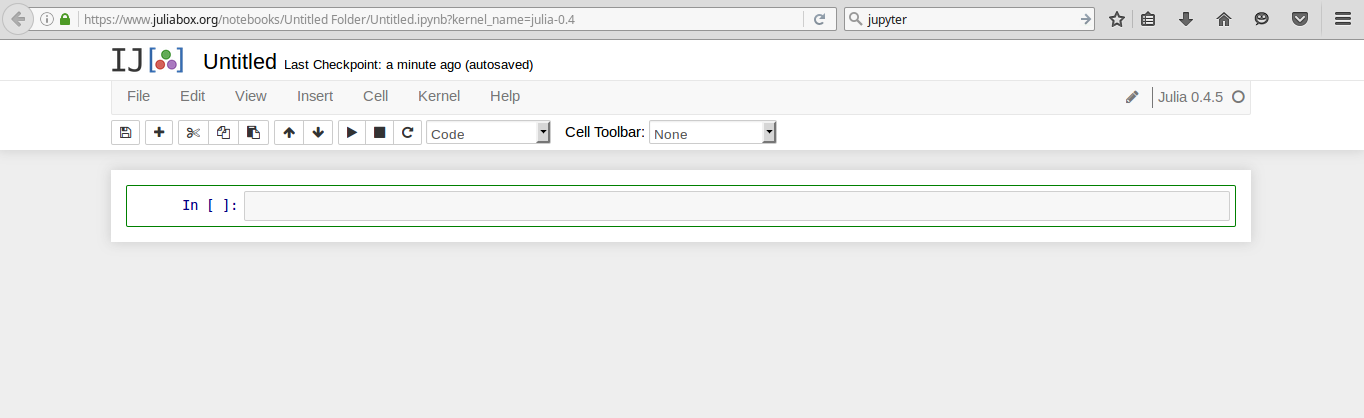 https://www.juliabox.org/notebooks/Untitled Folder/Untitled.ipynb?kernel_name=julia-0.4 jupyter
IJ Untitled Last Checkpoint: a minute ago (autosaved)
File Edit View Insert Cell Kernel Help Julia 0.4.5
Code Cell Toolbar: None
In [ ]: